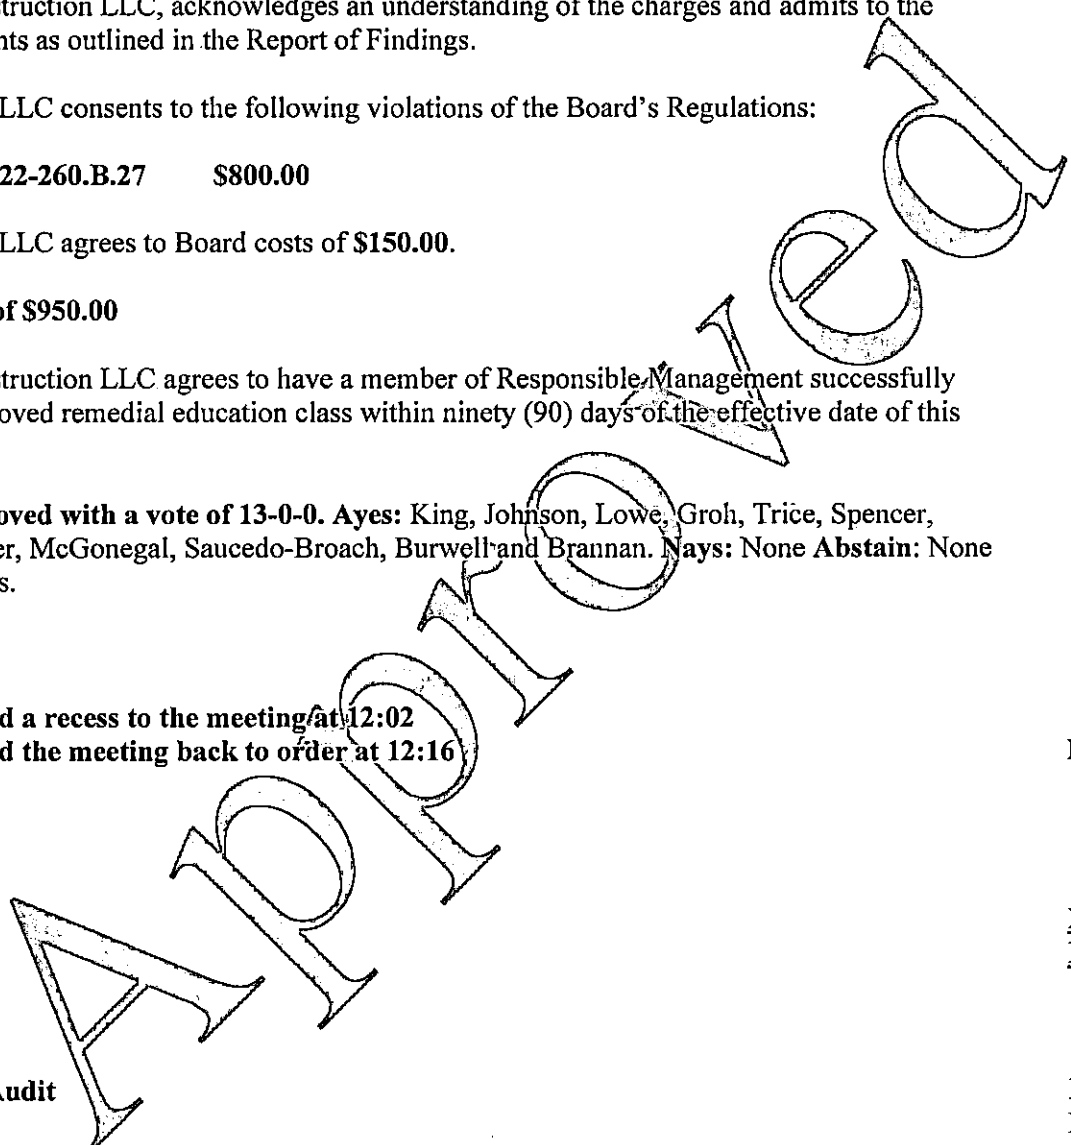 struction LLC, acknowledges an understanding of the charges and admits to the
nts as outlined in the Report of Findings.
LLC consents to the following violations of the Board's Regulations:
22-260.B.27 $800.00
LLC agrees to Board costs of $150.00.
of $950.00
struction LLC agrees to have a member of Responsible Management successfully
oved remedial education class within ninety (90) days of the effective date of this
oved with a vote of 13-0-0. Ayes: King, Johnson, Lowe, Groh, Trice, Spencer,
er, McGonegal, Saucedo-Broach, Burwell and Brannan. Nays: None Abstain: None
s.
d a recess to the meeting at 12:02
d the meeting back to order at 12:16
Audit
Approved